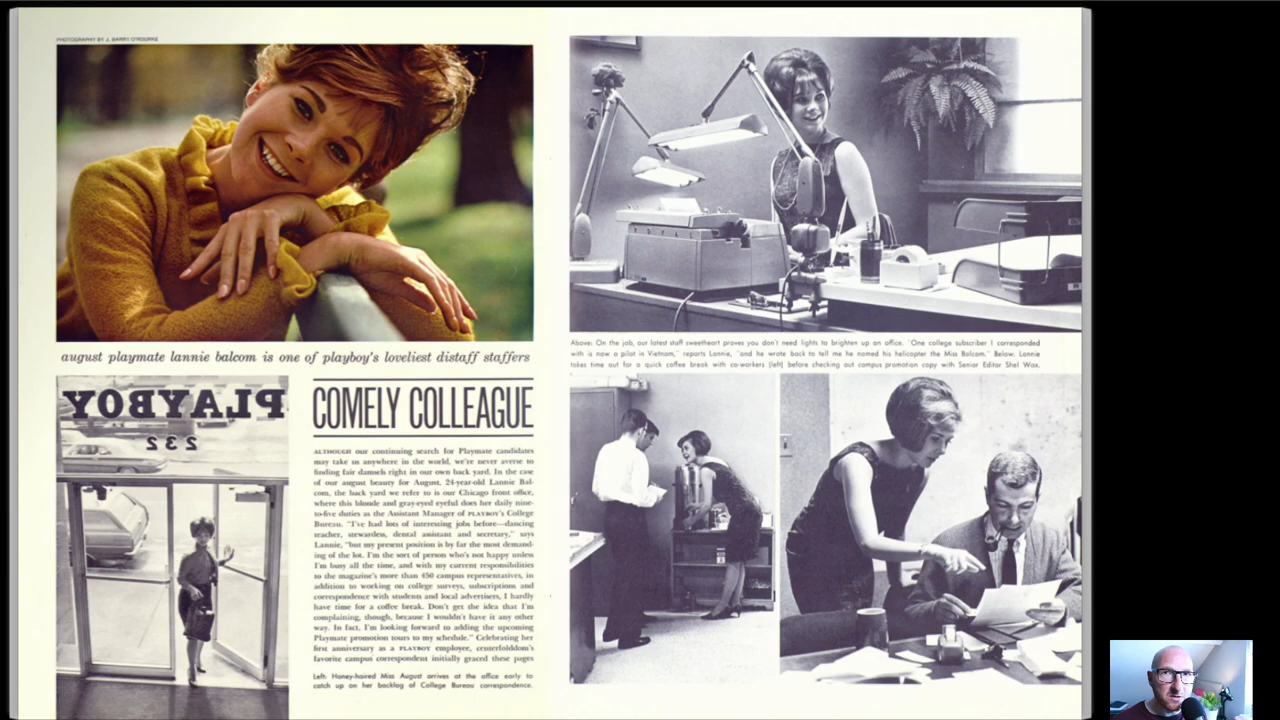 PHOTOGRAPHY BY J. BARRY O'ROURKE
august playmate lannie balcom is one of playboy's loveliest distaff staffers
PLAYBOY
232
COMELY COLLEAGUE
ALTHOUGH our continuing search for Playmate candidates
may take us anywhere in the world, we're never averse to
finding fair damsels right in our own back yard. In the case
of our august beauty for August, 24-year-old Lannie Bal-
com, the back yard we refer to is our Chicago front office,
where this blonde and gray-eyed eyeful does her daily nine-
to-five duties as the Assistant Manager of PLAYBOY's College
Bureau. "I've had lots of interesting jobs before—dancing
teacher, stewardess, dental assistant and secretary," says
Lannie, "but my present position is by far the most demand-
ing of the lot. I'm the sort of person who's not happy unless
I'm busy all the time, and with my current responsibilities
to the magazine's more than 450 campus representatives, in
addition to working on college surveys, subscriptions and
correspondence with students and local advertisers, I hardly
have time for a coffee break. Don't get the idea that I'm
complaining, though, because I wouldn't have it any other
way. In fact, I'm looking forward to adding the upcoming
Playmate promotion tours to my schedule." Celebrating her
first anniversary as a PLAYBOY employee, centerfolddom's
favorite campus correspondent initially graced these pages
Left: Honey-haired Miss August arrives at the office early to
catch up on her backlog of College Bureau correspondence.
Above: On the job, our latest staff sweetheart proves you don't need lights to brighten up an office. "One college subscriber I corresponded
with is now a pilot in Vietnam," reports Lannie, "and he wrote back to tell me he named his helicopter the Miss Balcom." Below: Lannie
takes time out for a quick coffee break with co-workers (left) before checking out campus promotion copy with Senior Editor Shel Wax.
ROYAL